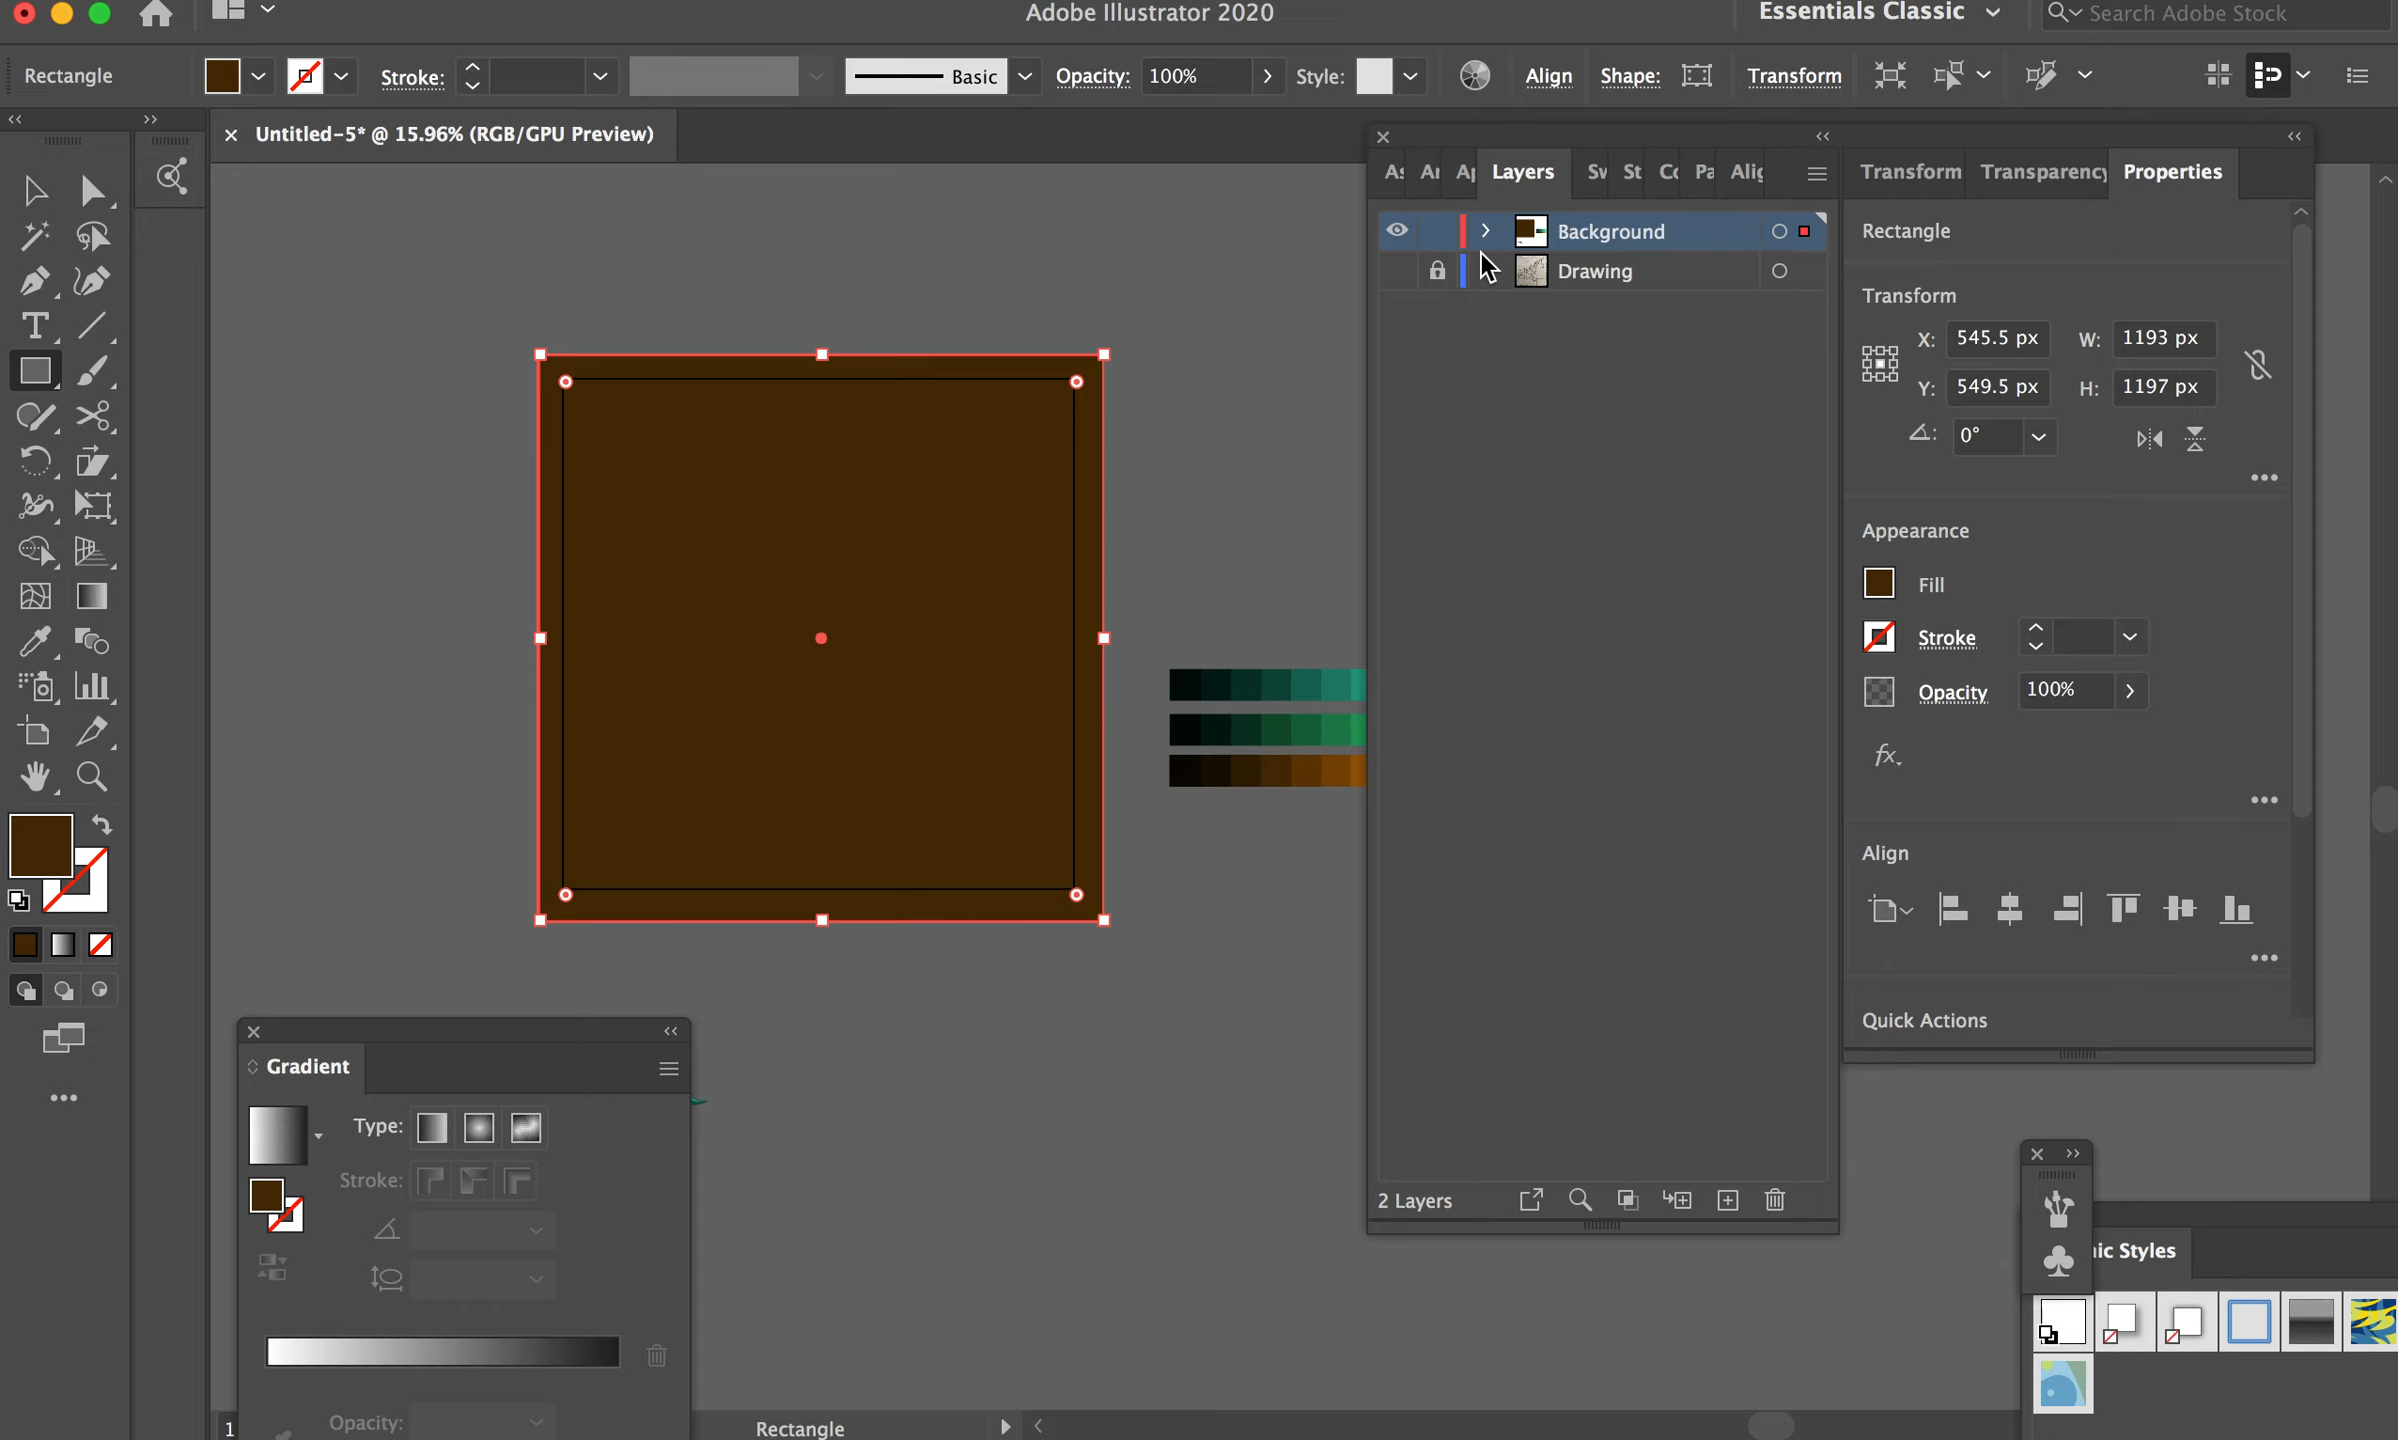 Adobe Illustrator 2020
Essentials Classic
Search Adobe Stock
Rectangle
Stroke:
Basic
Opacity:
100%
Style:
Align
Shape:
Transform
Untitled-5* @ 15.96% (RGB/GPU Preview)
Layers
Background
Drawing
2 Layers
Transform
Transparency
Properties
Rectangle
Transform
X: 545.5 px
W: 1193 px
Y: 549.5 px
H: 1197 px
0°
Appearance
Fill
Stroke
Opacity
100%
fx
Align
Quick Actions
Gradient
Type:
Stroke:
Opacity:
1
Rectangle
ic Styles